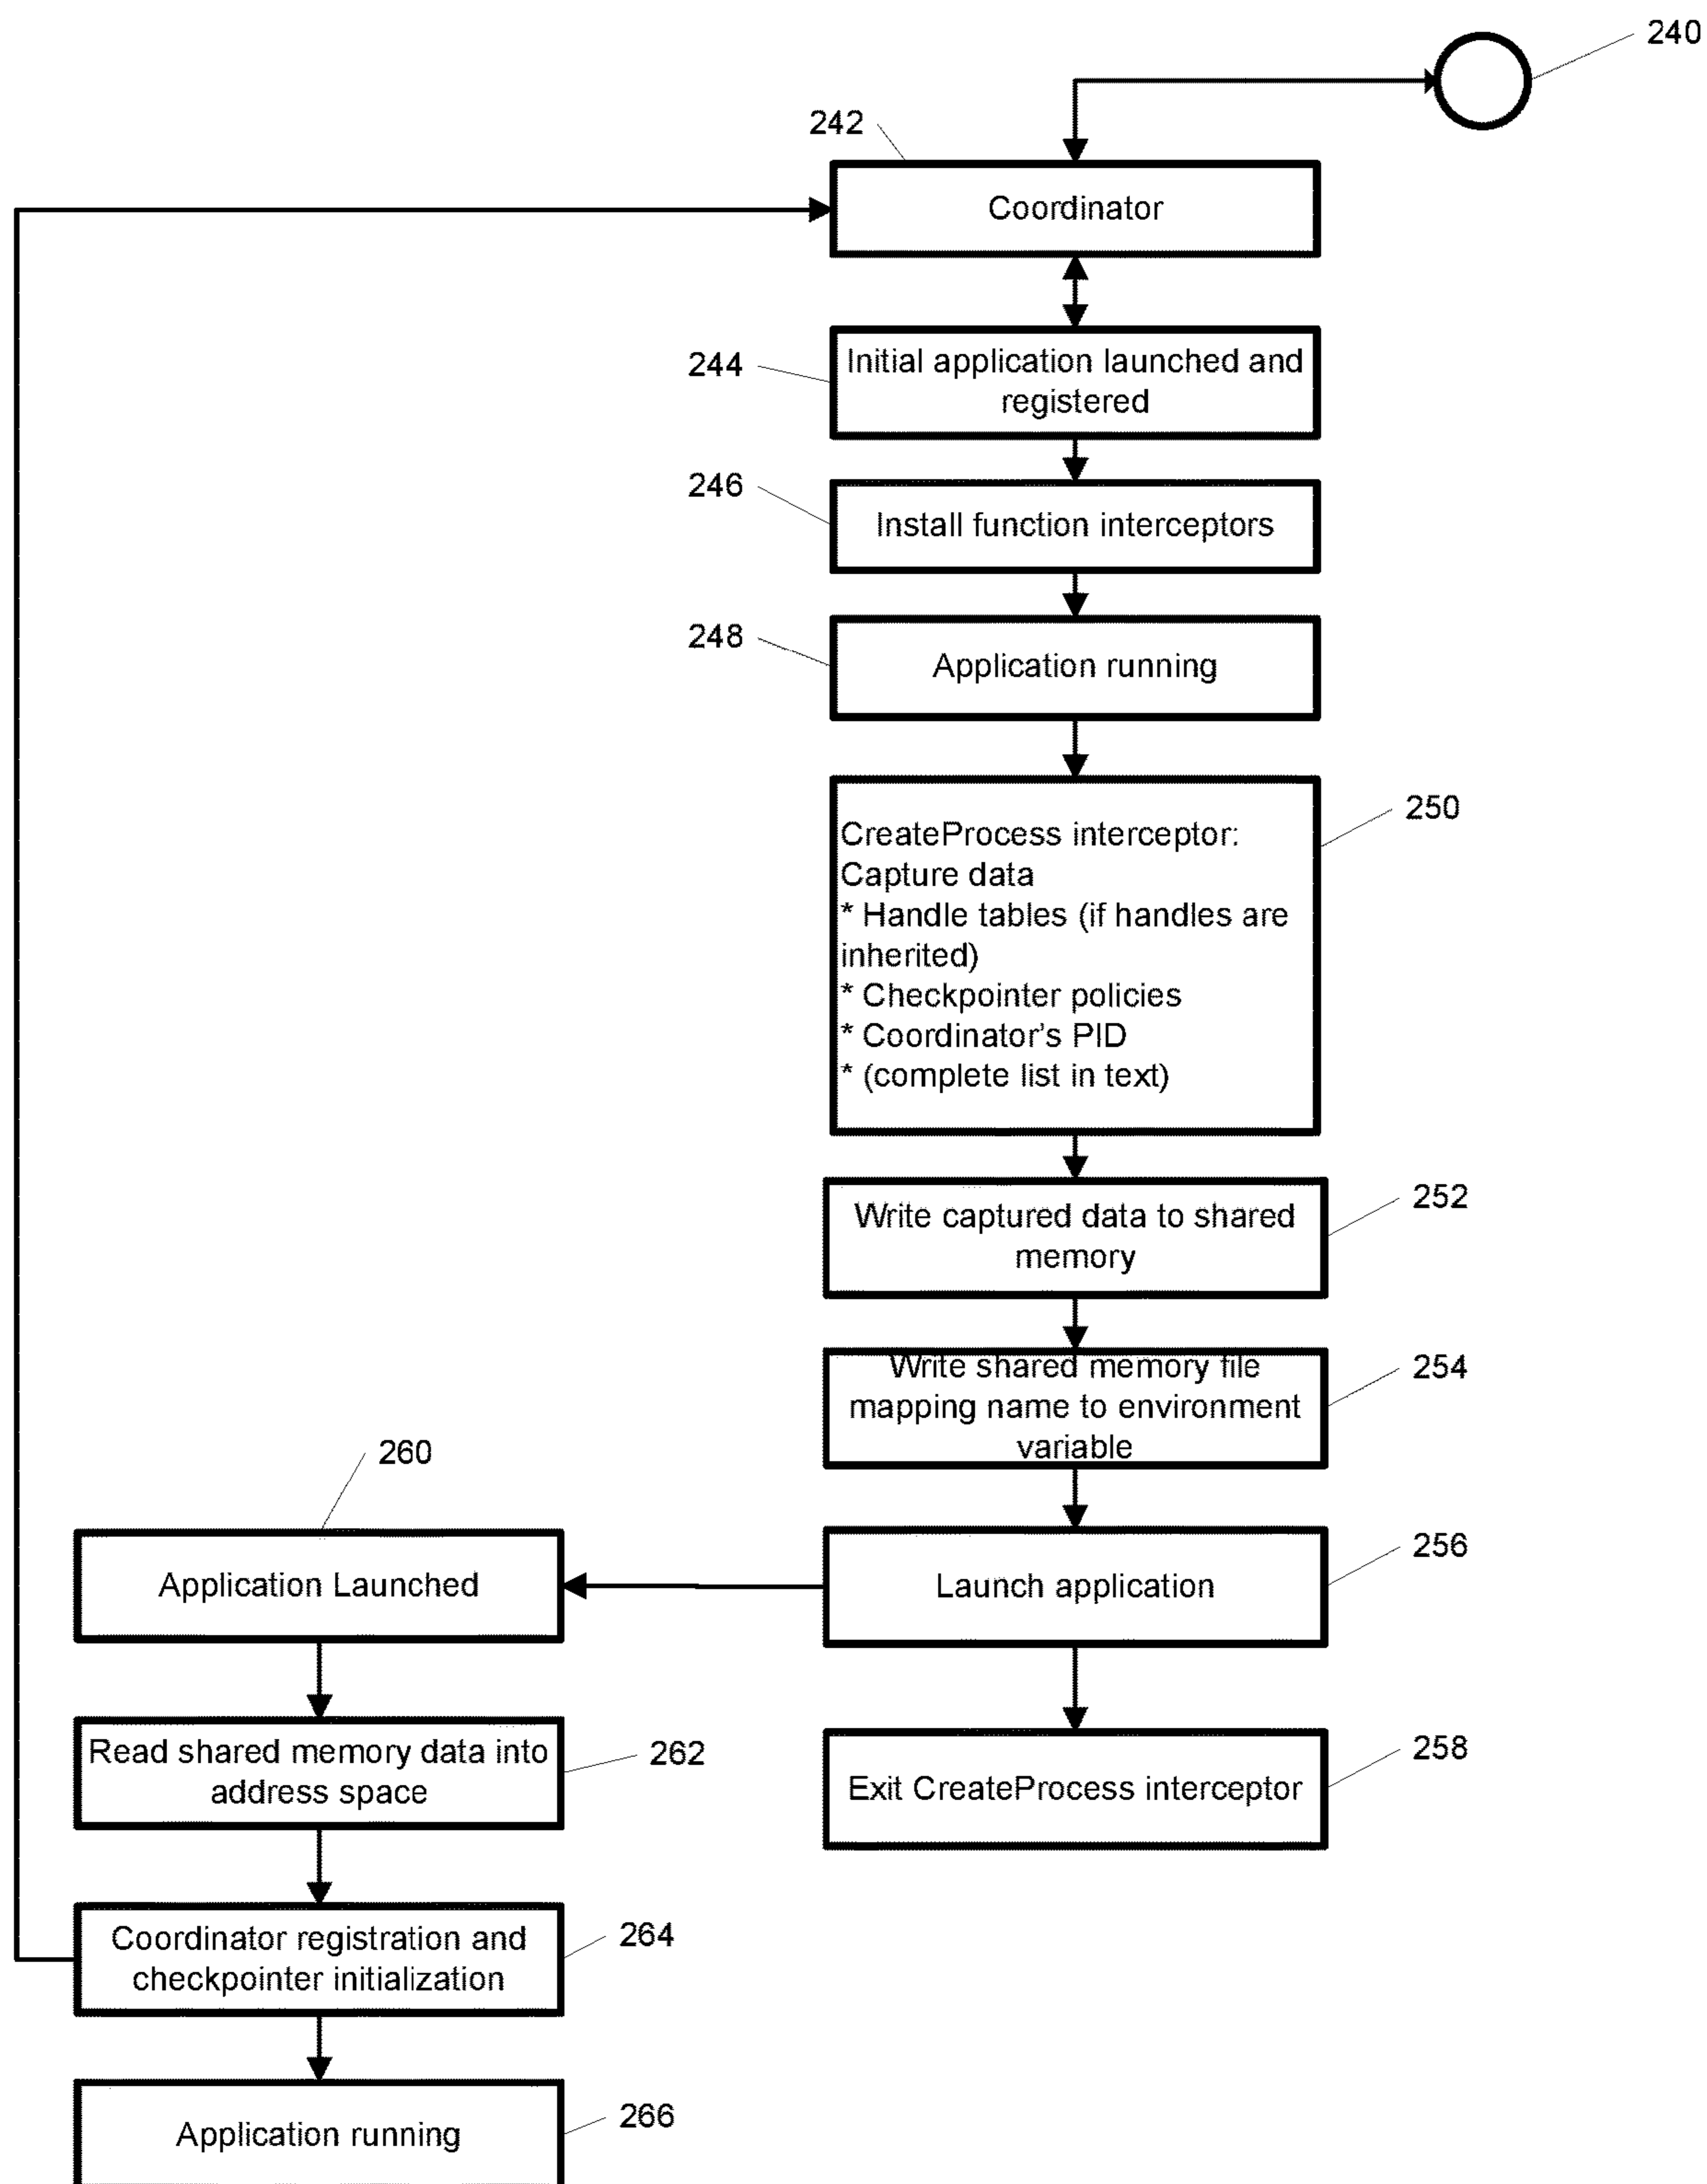 240
242
Coordinator
244
Initial application launched and
registered
246
Install function interceptors
248
Application running
250
CreateProcess interceptor:
Capture data
* Handle tables (if handles are
inherited)
* Checkpointer policies
* Coordinator's PID
* (complete list in text)
252
Write captured data to shared
memory
254
Write shared memory file
mapping name to environment
variable
260
256
Application Launched
Launch application
262
Read shared memory data into
address space
258
Exit CreateProcess interceptor
264
Coordinator registration and
checkpointer initialization
266
Application running